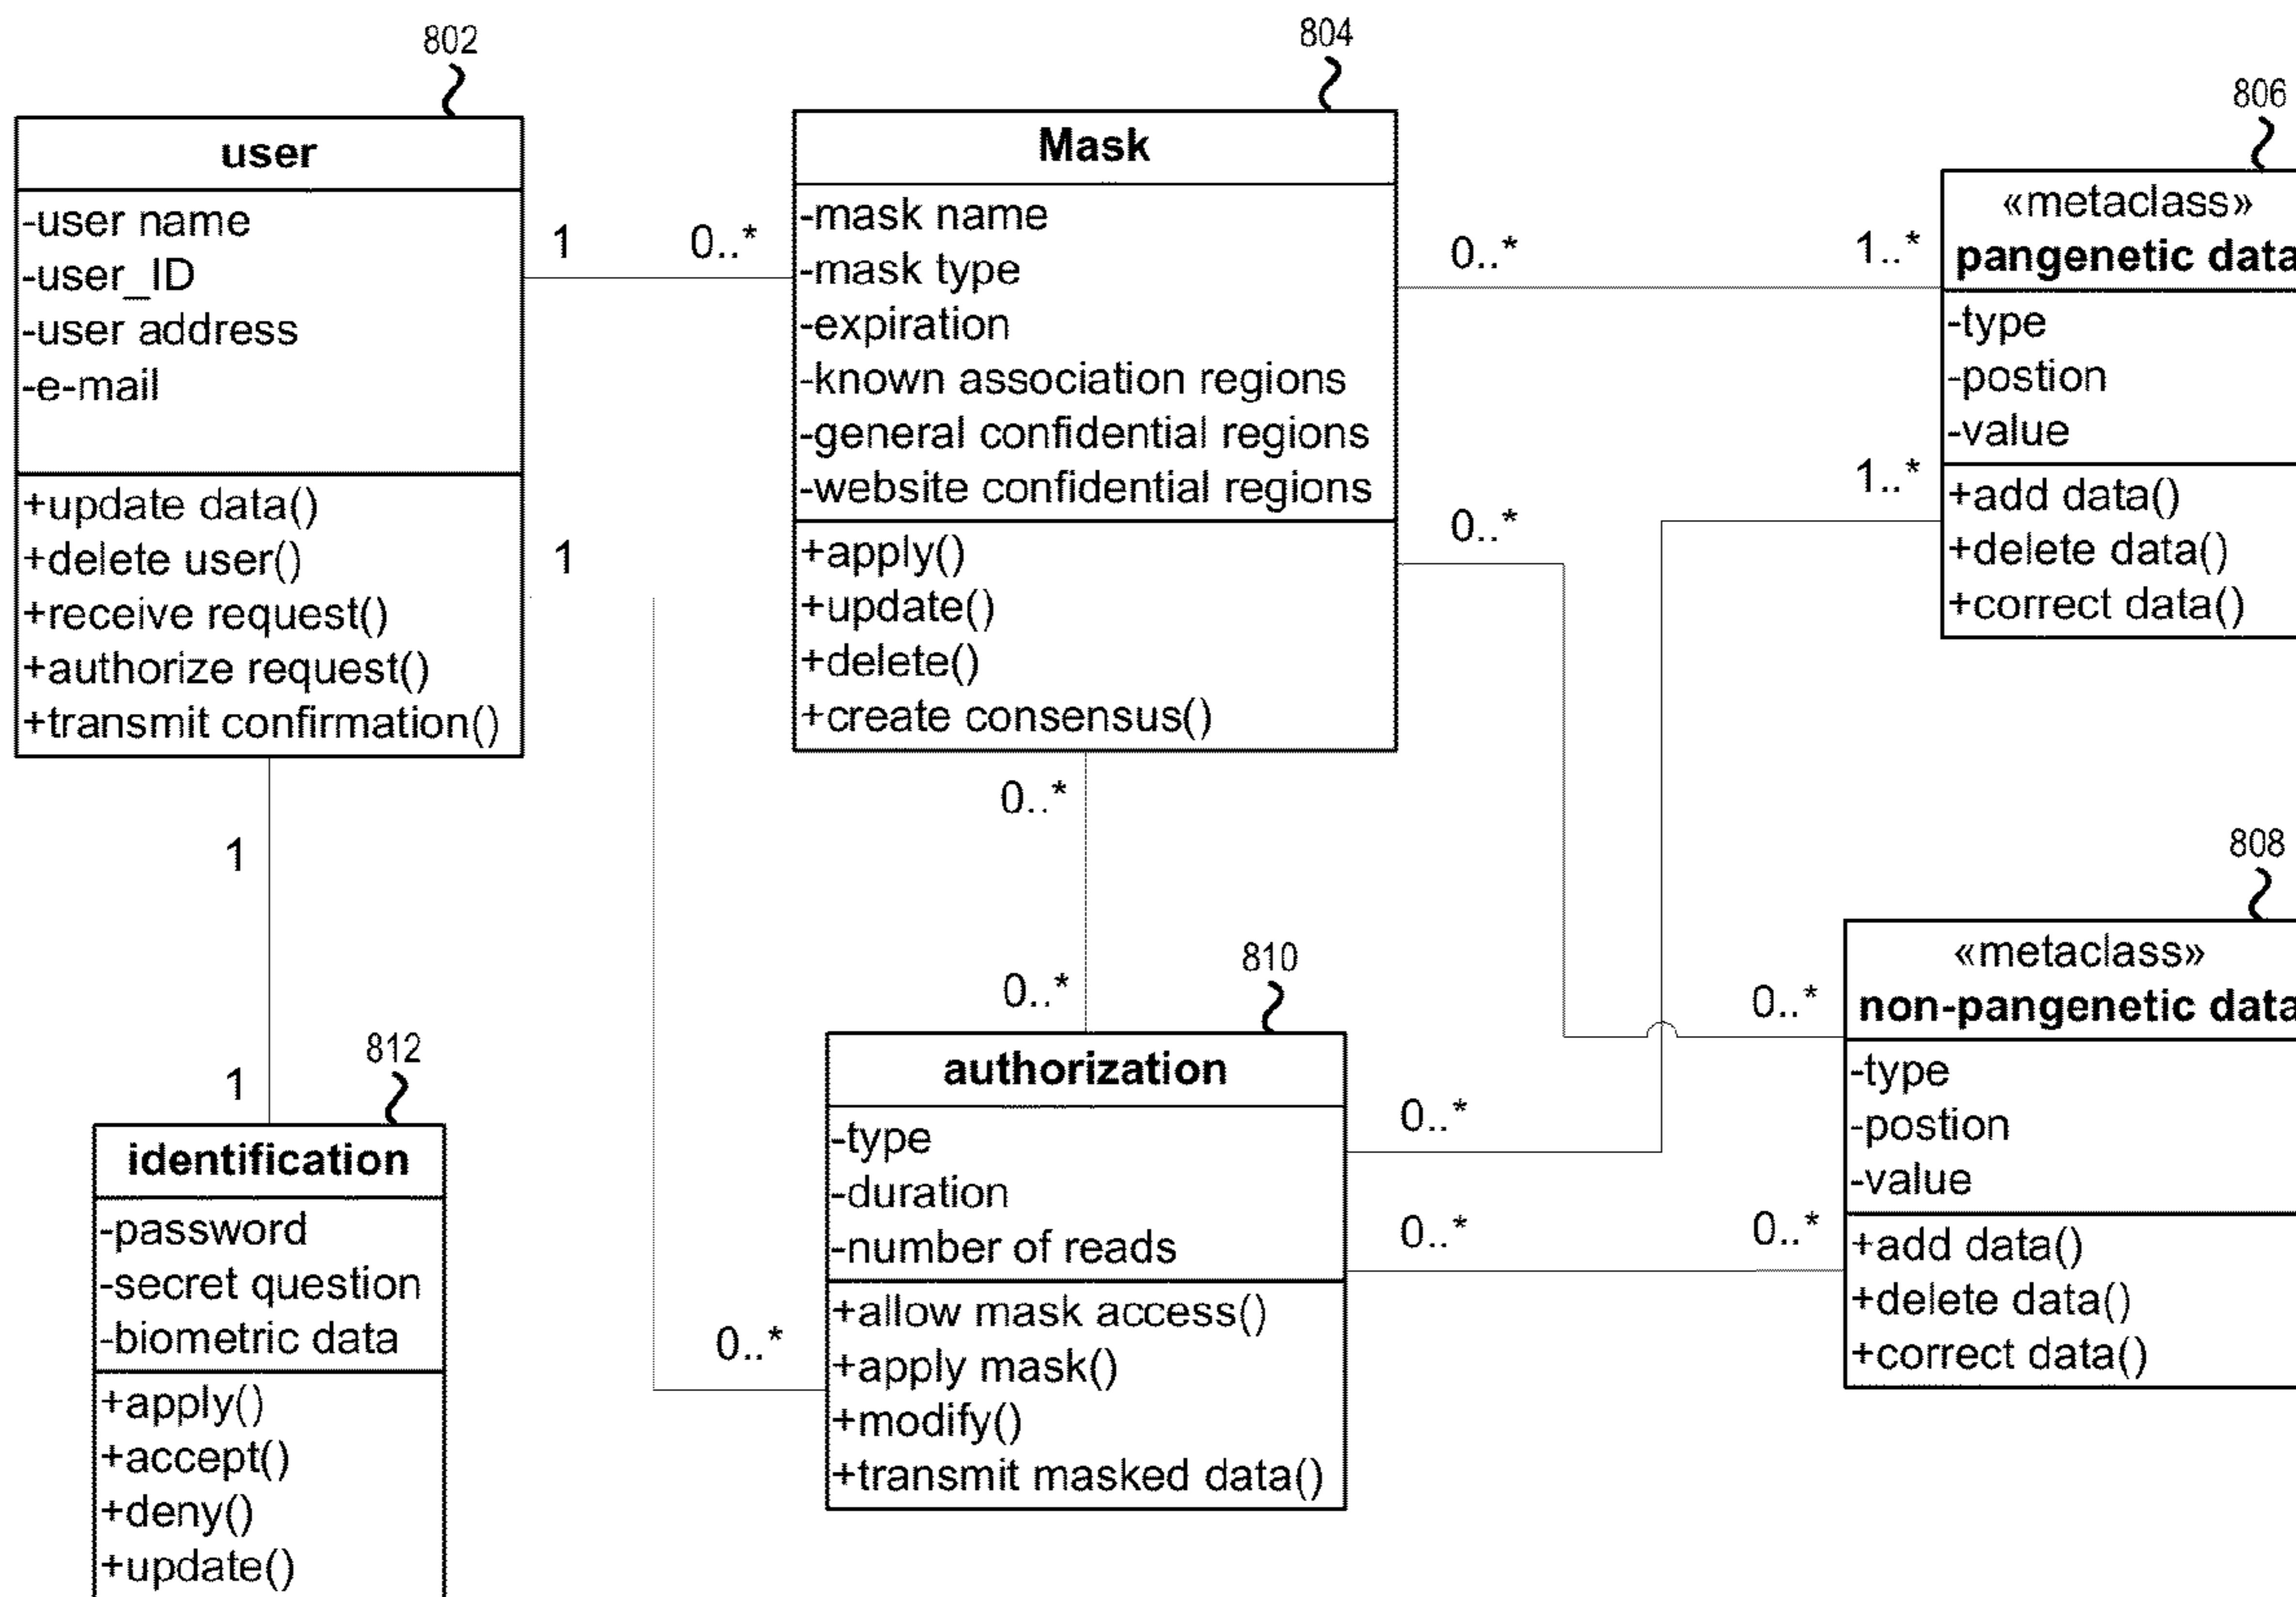 802
user
-user name
-user_ID
-user address
-e-mail
+update data()
+delete user()
+receive request()
+authorize request()
+transmit confirmation()
1
0..*
1
804
Mask
-mask name
-mask type
-expiration
-known association regions
-general confidential regions
-website confidential regions
+apply()
+update()
+delete()
+create consensus()
0..*
1..*
0..*
1..*
806
«metaclass»
pangenetic data
-type
-postion
-value
+add data()
+delete data()
+correct data()
1
1
812
identification
-password
-secret question
-biometric data
+apply()
+accept()
+deny()
+update()
0..*
0..*
810
authorization
-type
-duration
-number of reads
+allow mask access()
+apply mask()
+modify()
+transmit masked data()
0..*
0..*
0..*
0..*
0..*
808
«metaclass»
non-pangenetic data
-type
-postion
-value
+add data()
+delete data()
+correct data()